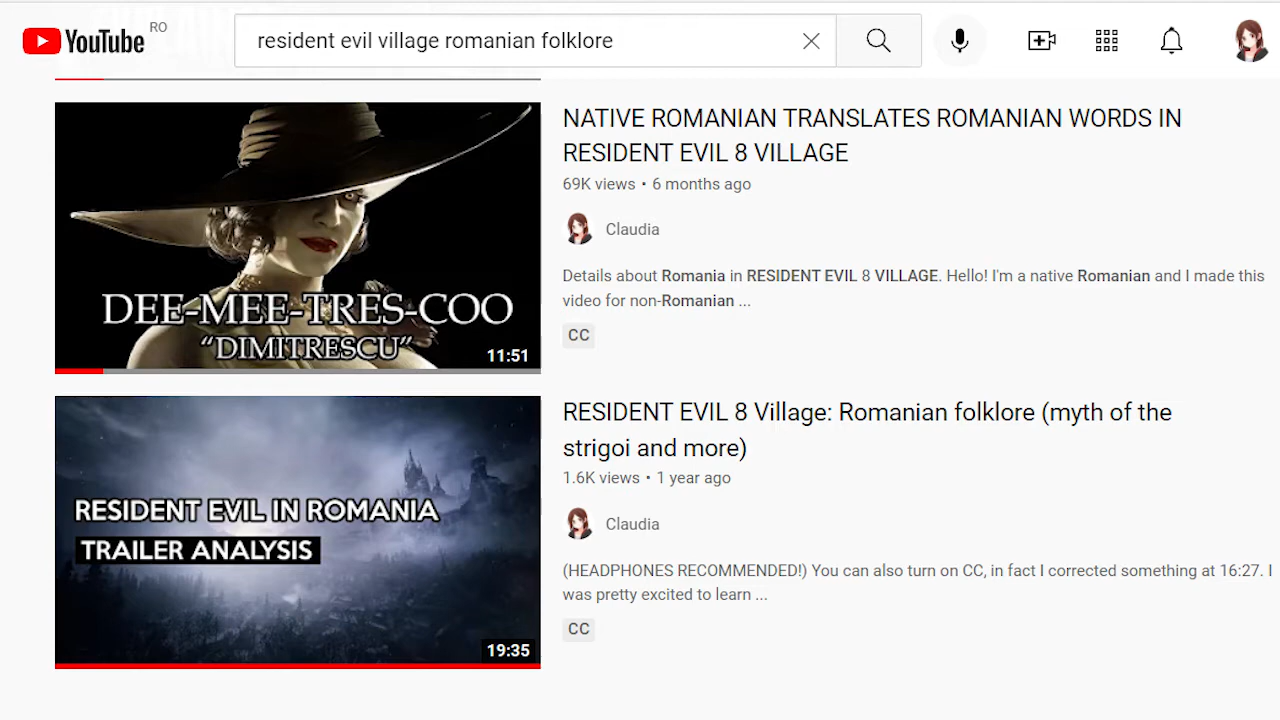 YouTube RO
resident evil village romanian folklore
DEE-MEE-TRES-COO
“DIMITRESCU”
11:51
NATIVE ROMANIAN TRANSLATES ROMANIAN WORDS IN
RESIDENT EVIL 8 VILLAGE
69K views • 6 months ago
Claudia
Details about Romania in RESIDENT EVIL 8 VILLAGE. Hello! I'm a native Romanian and I made this
video for non-Romanian ...
CC
RESIDENT EVIL IN ROMANIA
TRAILER ANALYSIS
19:35
RESIDENT EVIL 8 Village: Romanian folklore (myth of the
strigoi and more)
1.6K views • 1 year ago
Claudia
(HEADPHONES RECOMMENDED!) You can also turn on CC, in fact I corrected something at 16:27. I
was pretty excited to learn ...
CC